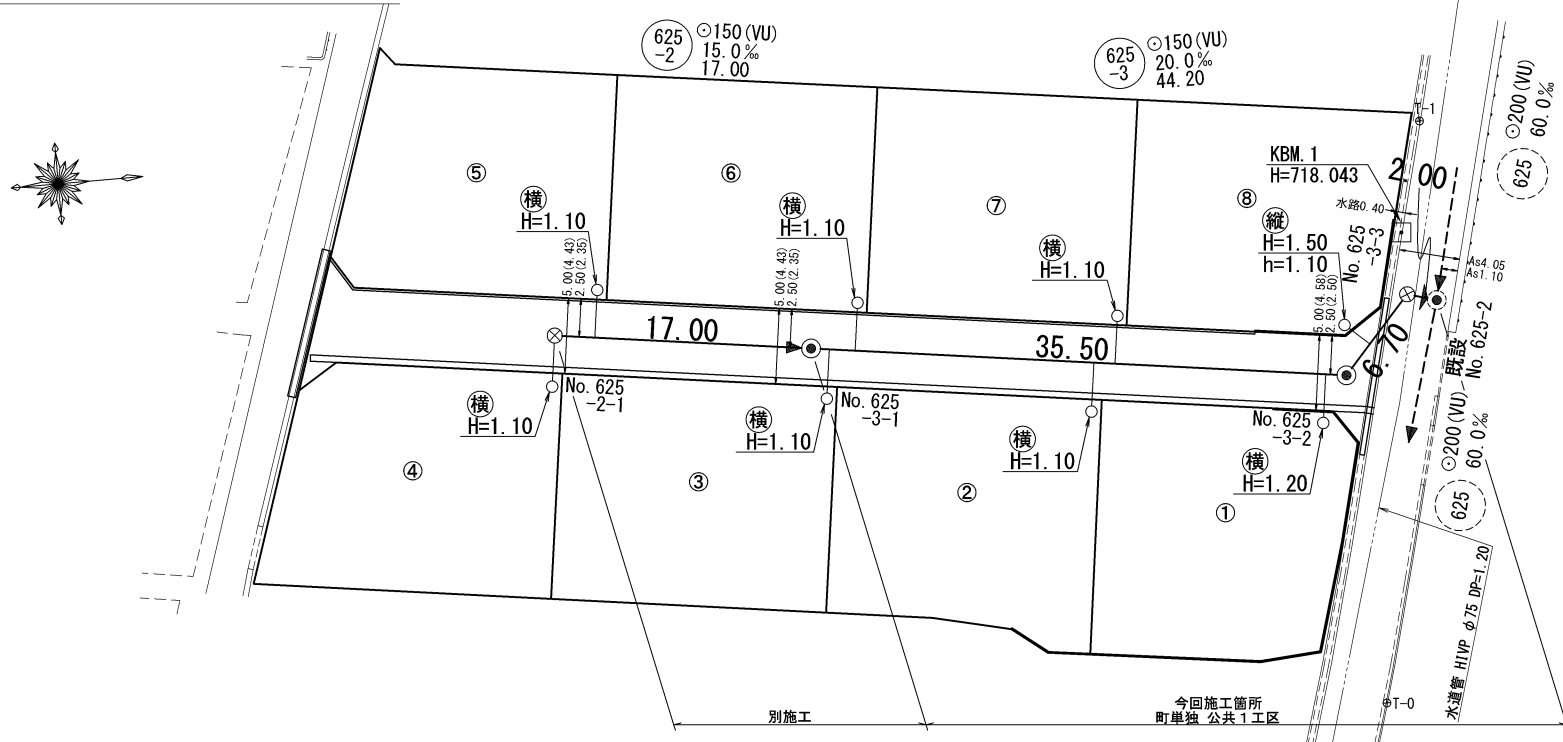 625
-2
⊙150(VU)
15.0‰
17.00
625
-3
⊙150(VU)
20.0‰
44.20
⊙200(VU)
60.0‰
625
T-1
KBM.1
H=718.043
2.00
水路0.40
As4.05
As1.10
⑤
⑥
⑦
⑧
横
H=1.10
横
H=1.10
横
H=1.10
縦
H=1.50
h=1.10
No.625
-3-3
5.00(4.43)
2.50(2.35)
5.00(4.43)
2.50(2.35)
5.00(4.58)
2.50(2.50)
17.00
35.50
6.70
既設
No.625-2
⊙200(VU)
60.0‰
625
No.625
-2-1
No.625
-3-1
No.625
-3-2
横
H=1.10
横
H=1.10
横
H=1.10
横
H=1.20
④
③
②
①
水道管 HIVP φ75 DP=1.20
T-0
別施工
今回施工箇所
町単独 公共1工区